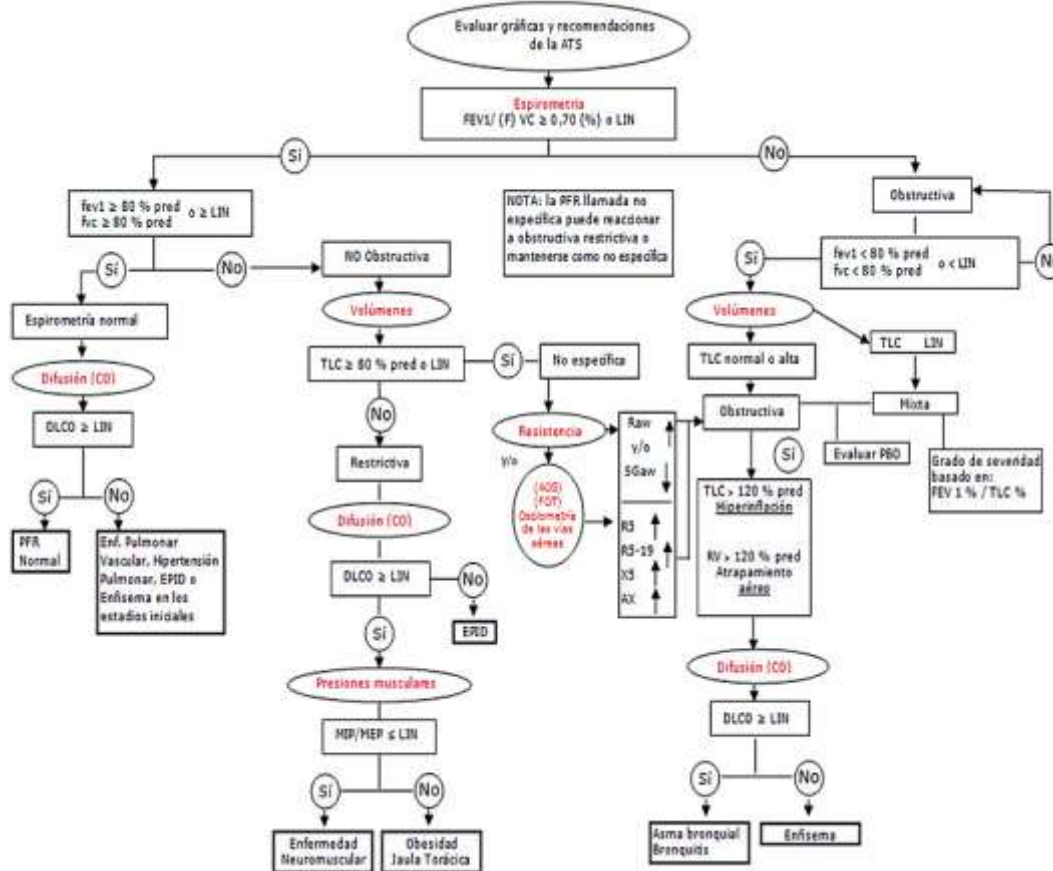 Evaluar gráficas y recomendaciones
de la ATS
Espirometría
FEV1/ (F) VC ≥ 0,70 (%) o LIN
Sí
No
fev1 ≥ 80 % pred
fvc ≥ 80 % pred
o ≥ LIN
NOTA: la PFR llamada no
específica puede reaccionar
a obstructiva restrictiva o
mantenerse como no específica
Obstructiva
fev1 < 80 % pred
fvc < 80 % pred
o < LIN
No
Sí
Sí
No
NO Obstructiva
Espirometría normal
Volúmenes
Volúmenes
TLC LIN
TLC ≥ 80 % pred o LIN
Sí
No específica
TLC normal o alta
Difusión (CO)
No
Obstructiva
Mixta
DLCO ≥ LIN
Resistencia
y/o
Raw
y/o
SGaw
Restrictiva
Sí
Evaluar PBD
Grado de severidad
basado en:
FEV 1 % / TLC %
(AOS)
(FOT)
Oscilometría
de las vías
aéreas
TLC > 120 % pred
Hiperinflación
Sí
No
Difusión (CO)
R5
R5-19
X5
AX
RV > 120 % pred
Atrapamiento
aéreo
PFR
Normal
Enf. Pulmonar
Vascular, Hipertensión
Pulmonar, EPID o
Enfisema en los
estadios iniciales
DLCO ≥ LIN
No
EPID
Sí
Difusión (CO)
Presiones musculares
DLCO ≥ LIN
MIP/MEP ≤ LIN
Sí
No
Sí
No
Enfermedad
Neuromuscular
Obesidad
Jaula Torácica
Asma bronquial
Bronquitis
Enfisema